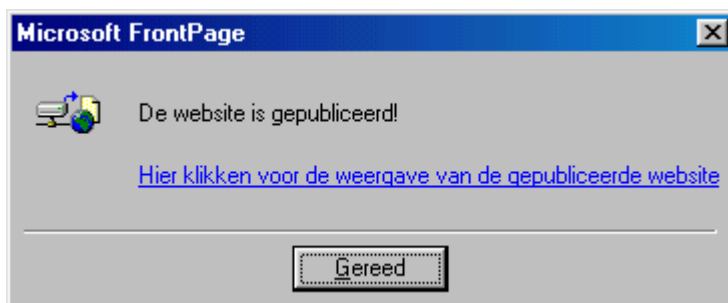 Microsoft FrontPage
De website is gepubliceerd!
Hier klikken voor de weergave van de gepubliceerde website
Gereed